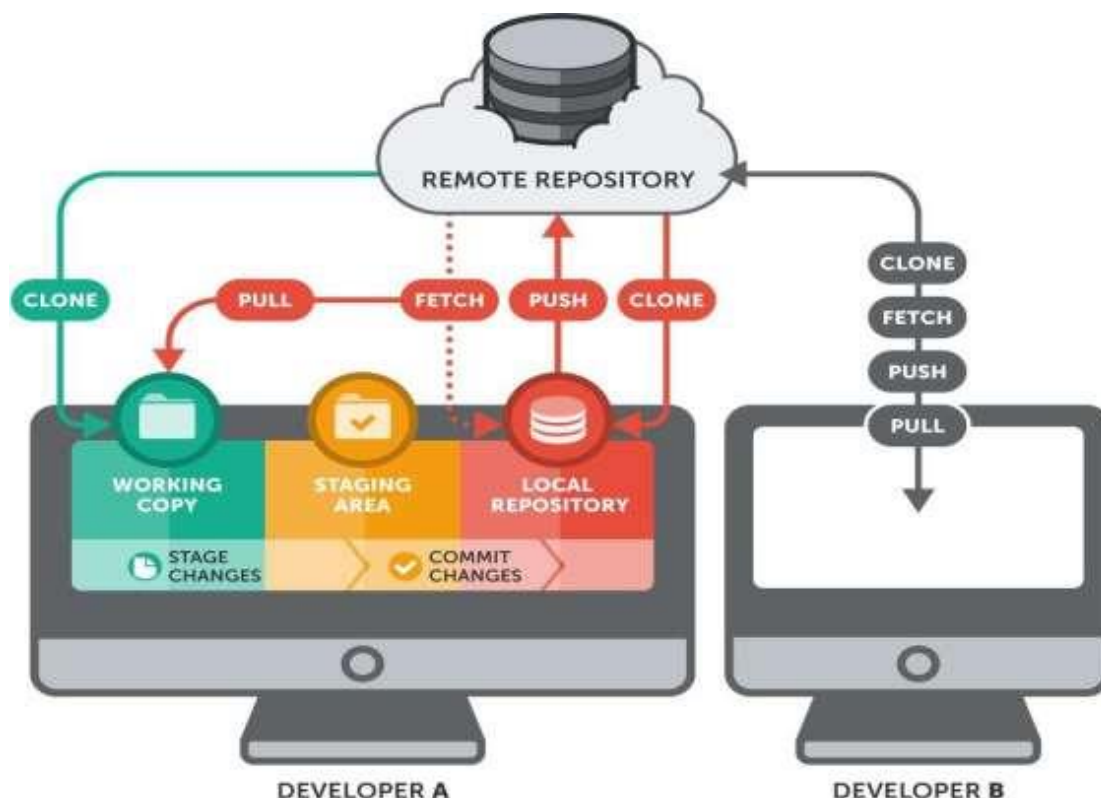 REMOTE REPOSITORY
CLONE
PULL
FETCH
PUSH
CLONE
CLONE
FETCH
PUSH
PULL
WORKING
COPY
STAGING
AREA
LOCAL
REPOSITORY
STAGE
CHANGES
COMMIT
CHANGES
DEVELOPER A
DEVELOPER B